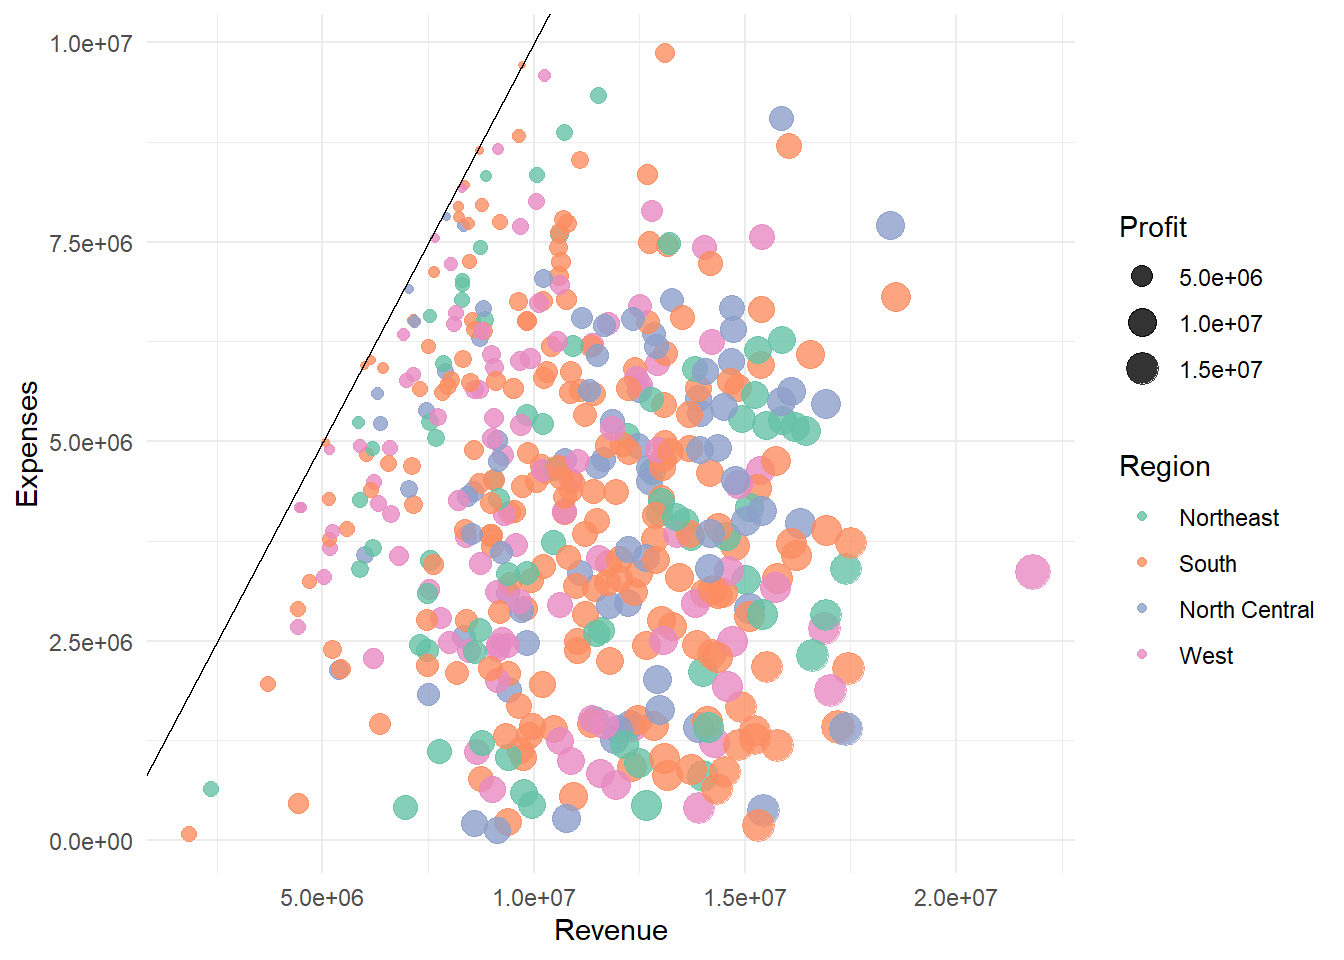 1.0e+07
7.5e+06
5.0e+06
2.5e+06
0.0e+00
Expenses
5.0e+06
1.0e+07
1.5e+07
2.0e+07
Revenue
Profit
5.0e+06
1.0e+07
1.5e+07
Region
Northeast
South
North Central
West